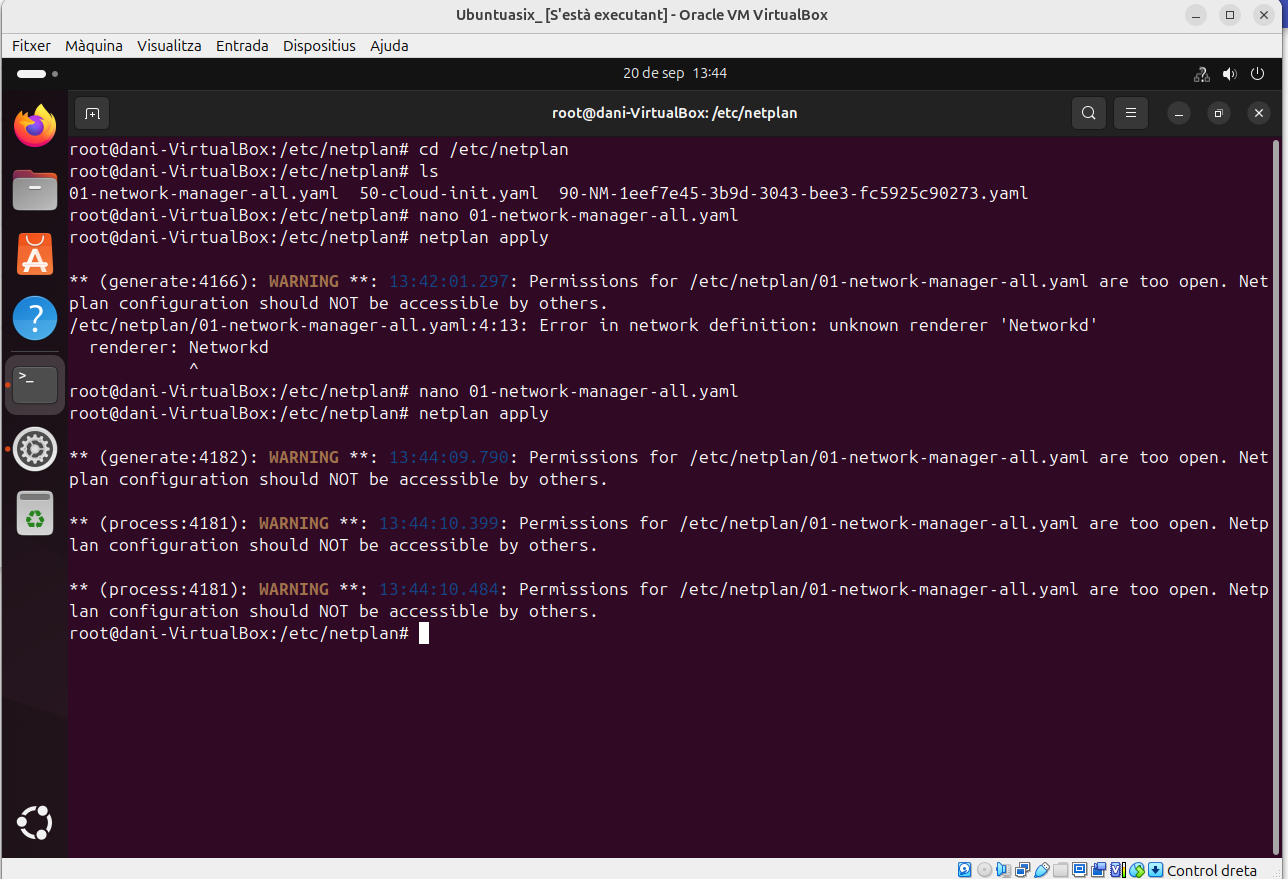 Ubuntuasix_ [S'està executant] - Oracle VM VirtualBox
Fitxer Màquina Visualitza Entrada Dispositius Ajuda
20 de sep 13:44
root@dani-VirtualBox: /etc/netplan
root@dani-VirtualBox:/etc/netplan# cd /etc/netplan
root@dani-VirtualBox:/etc/netplan# ls
01-network-manager-all.yaml  50-cloud-init.yaml  90-NM-1eef7e45-3b9d-3043-bee3-fc5925c90273.yaml
root@dani-VirtualBox:/etc/netplan# nano 01-network-manager-all.yaml
root@dani-VirtualBox:/etc/netplan# netplan apply
** (generate:4166): WARNING **: 13:42:01.297: Permissions for /etc/netplan/01-network-manager-all.yaml are too open. Net
plan configuration should NOT be accessible by others.
/etc/netplan/01-network-manager-all.yaml:4:13: Error in network definition: unknown renderer 'Networkd'
  renderer: Networkd
            ^
root@dani-VirtualBox:/etc/netplan# nano 01-network-manager-all.yaml
root@dani-VirtualBox:/etc/netplan# netplan apply
** (generate:4182): WARNING **: 13:44:09.790: Permissions for /etc/netplan/01-network-manager-all.yaml are too open. Net
plan configuration should NOT be accessible by others.
** (process:4181): WARNING **: 13:44:10.399: Permissions for /etc/netplan/01-network-manager-all.yaml are too open. Netp
lan configuration should NOT be accessible by others.
** (process:4181): WARNING **: 13:44:10.484: Permissions for /etc/netplan/01-network-manager-all.yaml are too open. Netp
lan configuration should NOT be accessible by others.
root@dani-VirtualBox:/etc/netplan#
Control dreta